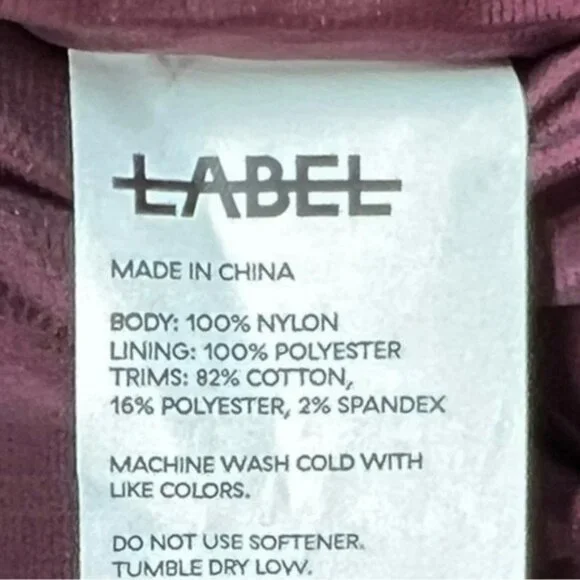 LABEL
MADE IN CHINA
BODY: 100% NYLON
LINING: 100% POLYESTER
TRIMS: 82% COTTON,
16% POLYESTER, 2% SPANDEX
MACHINE WASH COLD WITH
LIKE COLORS.
DO NOT USE SOFTENER.
TUMBLE DRY LOW.